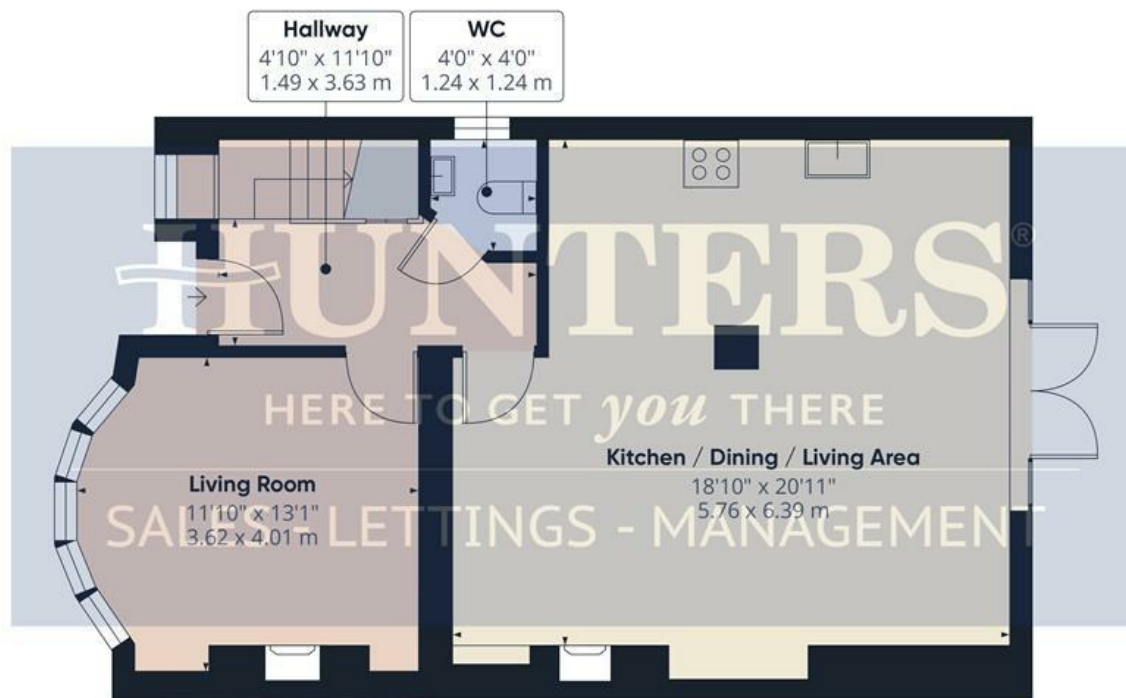 Hallway
4'10" x 11'10"
1.49 x 3.63 m
WC
4'0" x 4'0"
1.24 x 1.24 m
HUNTERS®
HERE TO GET you THERE
SALES - LETTINGS - MANAGEMENT
Living Room
11'10" x 13'1"
3.62 x 4.01 m
Kitchen / Dining / Living Area
18'10" x 20'11"
5.76 x 6.39 m